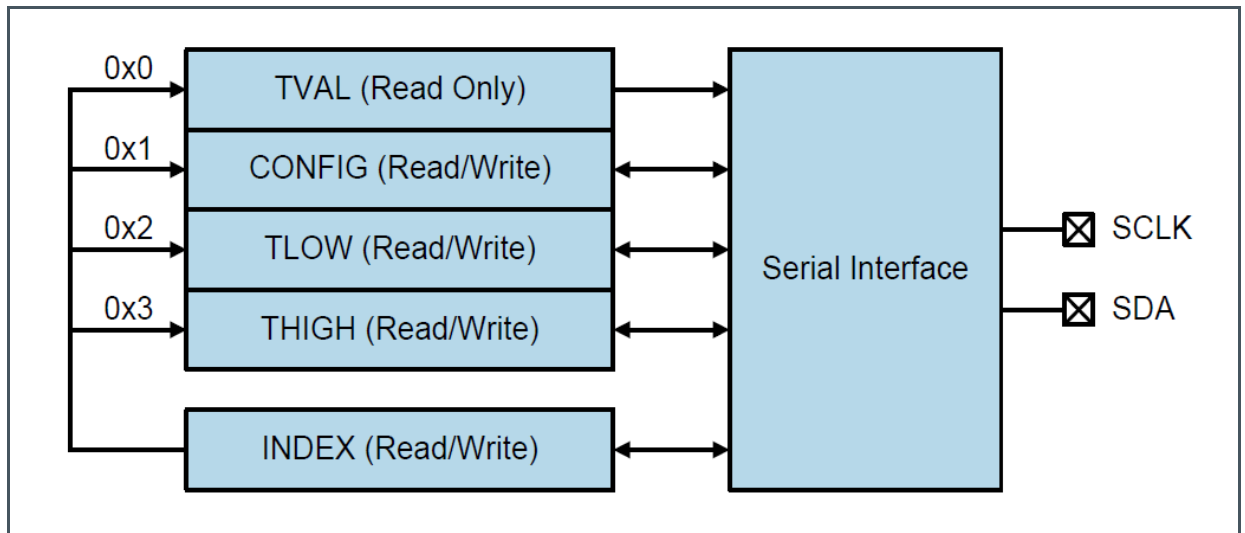 0x0
TVAL (Read Only)
0x1
CONFIG (Read/Write)
0x2
TLOW (Read/Write)
0x3
THIGH (Read/Write)
INDEX (Read/Write)
Serial Interface
SCLK
SDA